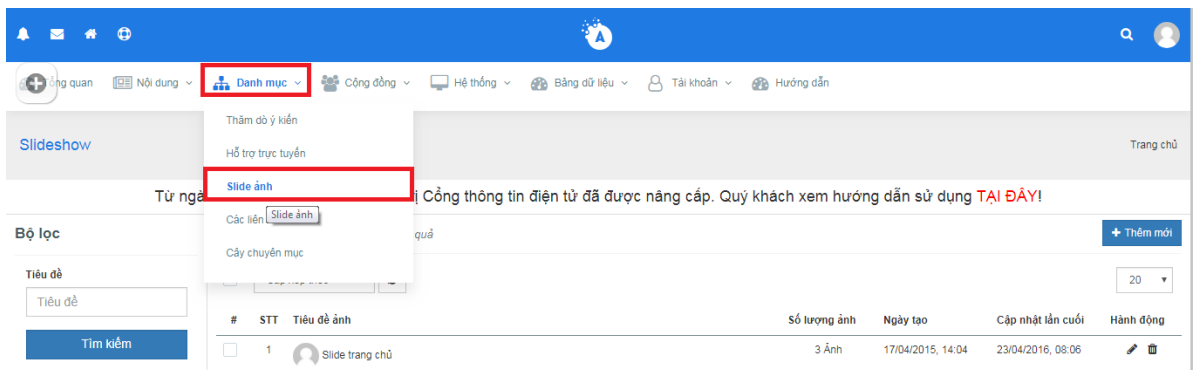 A
Tổng quan Nội dung Danh mục Cộng đồng Hệ thống Bảng dữ liệu Tài khoản Hướng dẫn
Thăm dò ý kiến
Hỗ trợ trực tuyến
Slide ảnh
Các liên
Slide ảnh
Cây chuyên mục
Slideshow
Trang chủ
Từ ngà ị Cổng thông tin điện tử đã được nâng cấp. Quý khách xem hướng dẫn sử dụng TẠI ĐÂY!
Bộ lọc
quả
+ Thêm mới
Tiêu đề
Tiêu đề
Tìm kiếm
20
# STT Tiêu đề ảnh Số lượng ảnh Ngày tạo Cập nhật lần cuối Hành động
1 Slide trang chủ 3 Ảnh 17/04/2015, 14:04 23/04/2016, 08:06